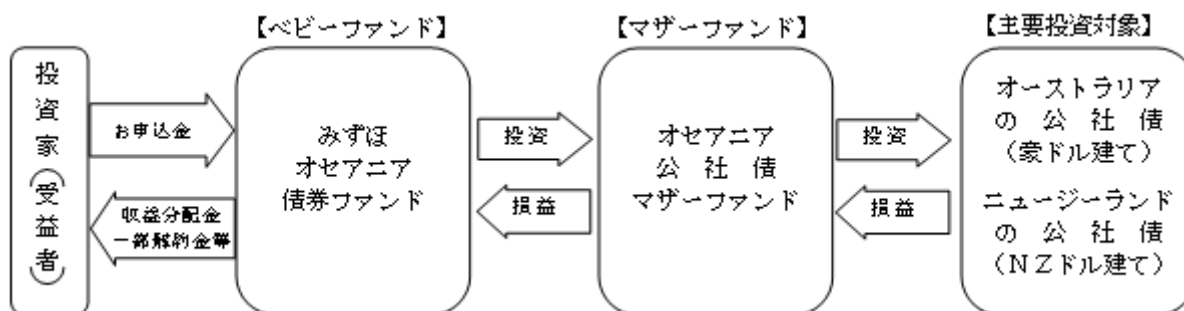 【ベビーファンド】
【マザーファンド】
【主要投資対象】
投資家(受益者)
お申込金
収益分配金
一部解約金等
みずほ
オセアニア
債券ファンド
投資
損益
オセアニア
公社債
マザーファンド
投資
損益
オーストラリア
の公社債
(豪ドル建て)
ニュージーランド
の公社債
(NZドル建て)